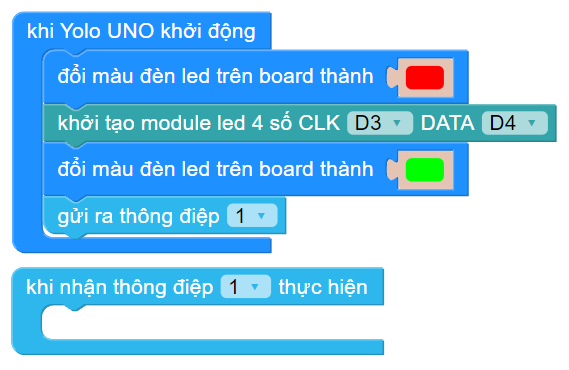 khi Yolo UNO khởi động
đổi màu đèn led trên board thành
khởi tạo module led 4 số CLK D3 DATA D4
đổi màu đèn led trên board thành
gửi ra thông điệp 1
khi nhận thông điệp 1 thực hiện